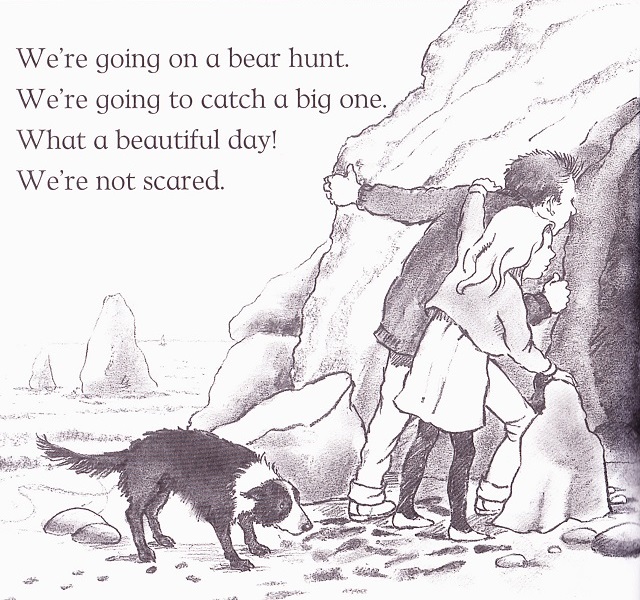 We're going on a bear hunt.
We're going to catch a big one.
What a beautiful day!
We're not scared.